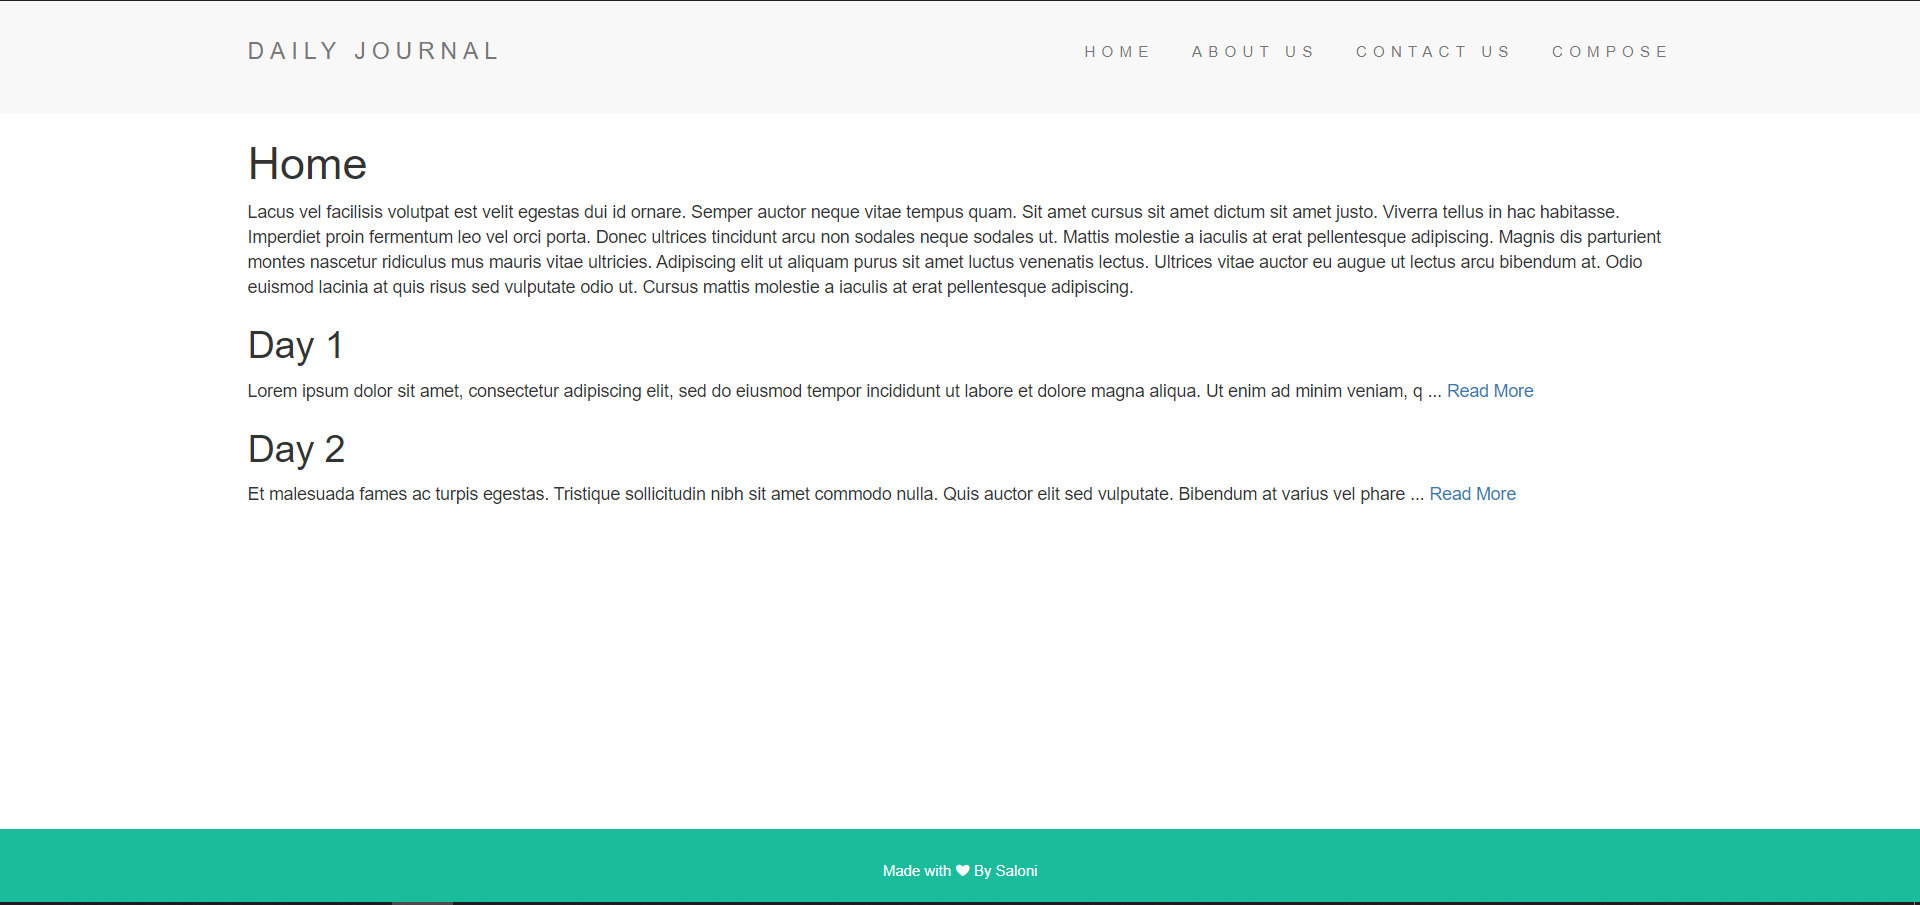 DAILY JOURNAL
HOME ABOUT US CONTACT US COMPOSE
Home
Lacus vel facilisis volutpat est velit egestas dui id ornare. Semper auctor neque vitae tempus quam. Sit amet cursus sit amet dictum sit amet justo. Viverra tellus in hac habitasse.
Imperdiet proin fermentum leo vel orci porta. Donec ultrices tincidunt arcu non sodales neque sodales ut. Mattis molestie a iaculis at erat pellentesque adipiscing. Magnis dis parturient
montes nascetur ridiculus mus mauris vitae ultricies. Adipiscing elit ut aliquam purus sit amet luctus venenatis lectus. Ultrices vitae auctor eu augue ut lectus arcu bibendum at. Odio
euismod lacinia at quis risus sed vulputate odio ut. Cursus mattis molestie a iaculis at erat pellentesque adipiscing.
Day 1
Lorem ipsum dolor sit amet, consectetur adipiscing elit, sed do eiusmod tempor incididunt ut labore et dolore magna aliqua. Ut enim ad minim veniam, q ... Read More
Day 2
Et malesuada fames ac turpis egestas. Tristique sollicitudin nibh sit amet commodo nulla. Quis auctor elit sed vulputate. Bibendum at varius vel phare ... Read More
Made with ♥ By Saloni